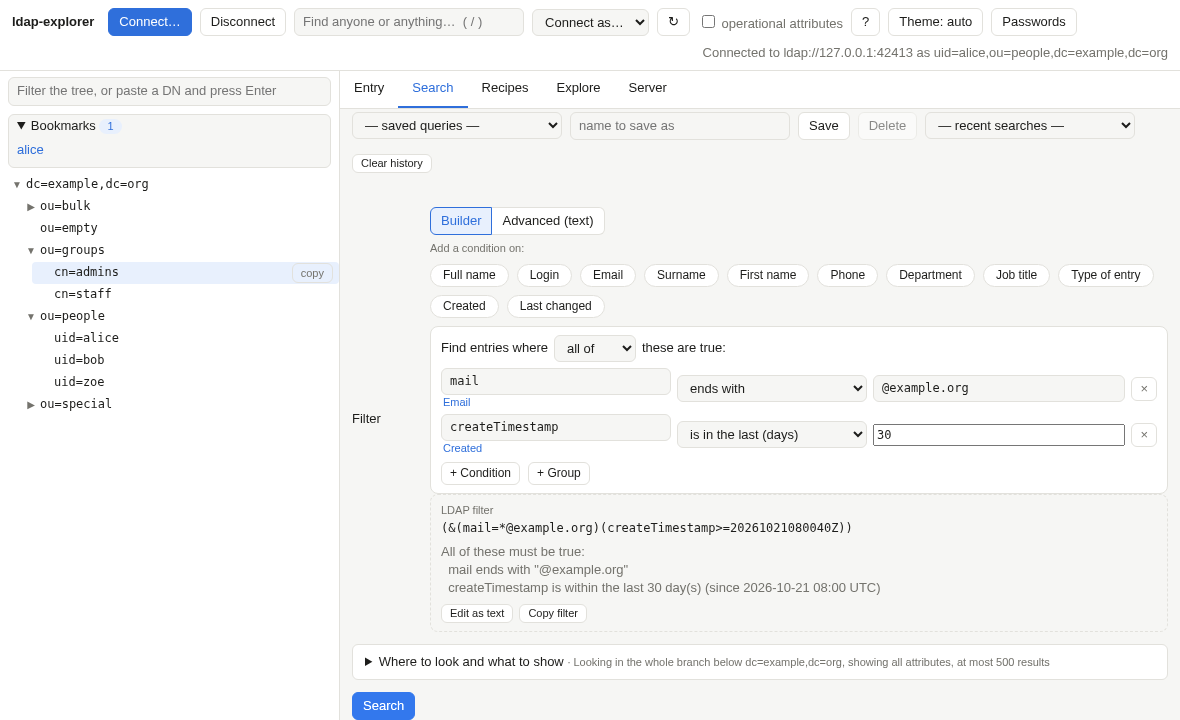 ldap-explorer Connect… Disconnect Find anyone or anything… ( / ) Connect as… ↻ operational attributes ? Theme: auto Passwords
Connected to ldap://127.0.0.1:42413 as uid=alice,ou=people,dc=example,dc=org
Filter the tree, or paste a DN and press Enter
Bookmarks 1
alice
dc=example,dc=org
ou=bulk
ou=empty
ou=groups
cn=admins copy
cn=staff
ou=people
uid=alice
uid=bob
uid=zoe
ou=special
Entry Search Recipes Explore Server
— saved queries — name to save as Save Delete — recent searches —
Clear history
Filter
Builder Advanced (text)
Add a condition on:
Full name Login Email Surname First name Phone Department Job title Type of entry
Created Last changed
Find entries where all of these are true:
mail ends with @example.org ×
Email
createTimestamp is in the last (days) 30 ×
Created
+ Condition + Group
LDAP filter
(&(mail=*@example.org)(createTimestamp>=20261021080040Z))
All of these must be true:
mail ends with "@example.org"
createTimestamp is within the last 30 day(s) (since 2026-10-21 08:00 UTC)
Edit as text Copy filter
Where to look and what to show · Looking in the whole branch below dc=example,dc=org, showing all attributes, at most 500 results
Search